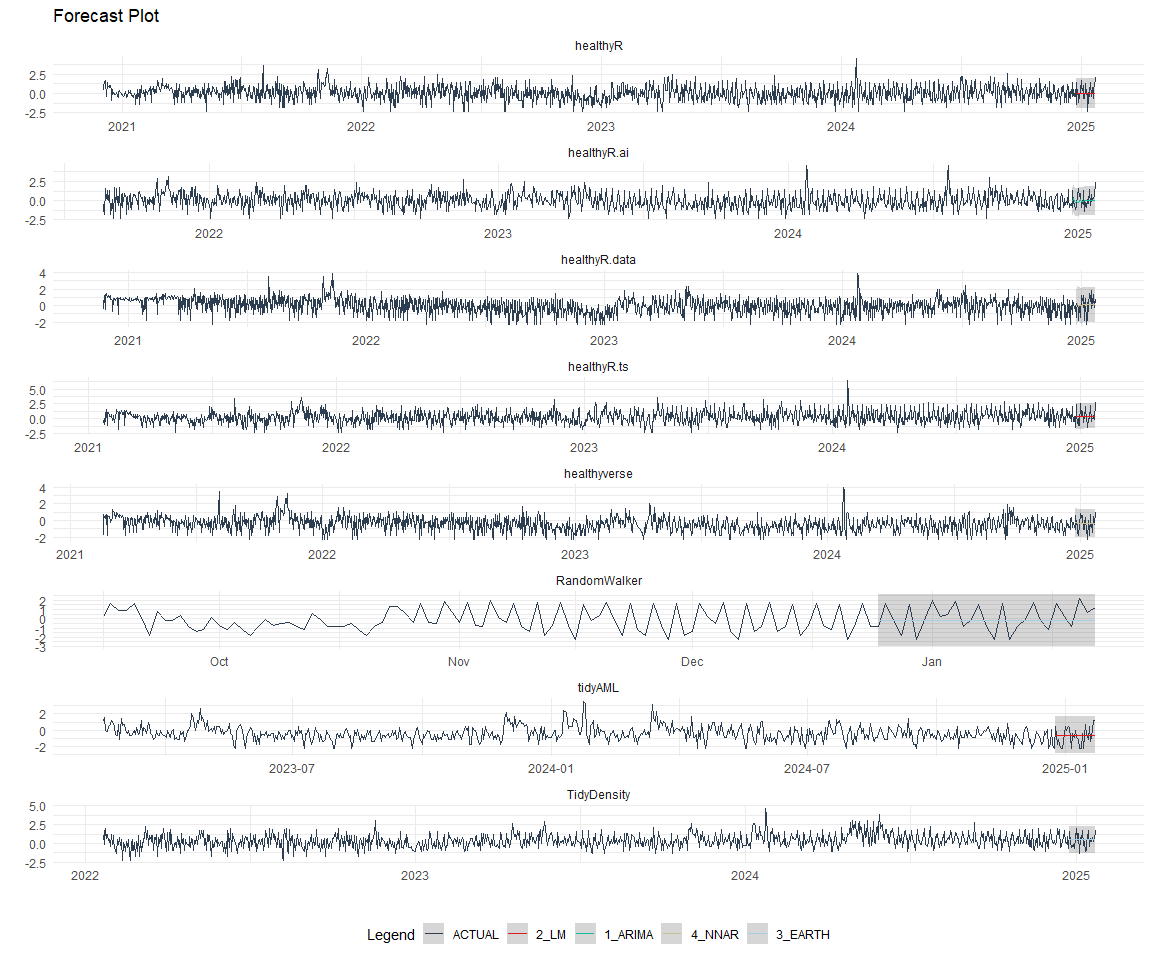 Forecast Plot
healthyR
2.5
0.0
-2.5
2021 2022 2023 2024 2025
healthyR.ai
2.5
0.0
-2.5
2022 2023 2024 2025
healthyR.data
4
2
0
-2
2021 2022 2023 2024 2025
healthyR.ts
5.0
2.5
0.0
-2.5
2021 2022 2023 2024 2025
healthyverse
4
2
0
-2
2021 2022 2023 2024 2025
RandomWalker
2
1
0
-1
-2
-3
Oct Nov Dec Jan
tidyAML
2
0
-2
2023-07 2024-01 2024-07 2025-01
TidyDensity
5.0
2.5
0.0
-2.5
2022 2023 2024 2025
Legend ACTUAL 2_LM 1_ARIMA 4_NNAR 3_EARTH